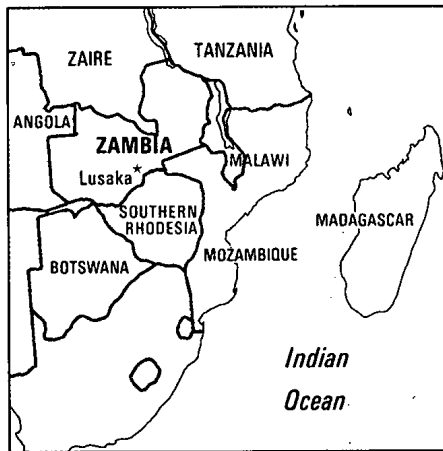 ZAIRE
TANZANIA
ANGOLA
ZAMBIA
Lusaka
MALAWI
SOUTHERN
RHODESIA
MADAGASCAR
BOTSWANA
MOZAMBIQUE
Indian
Ocean